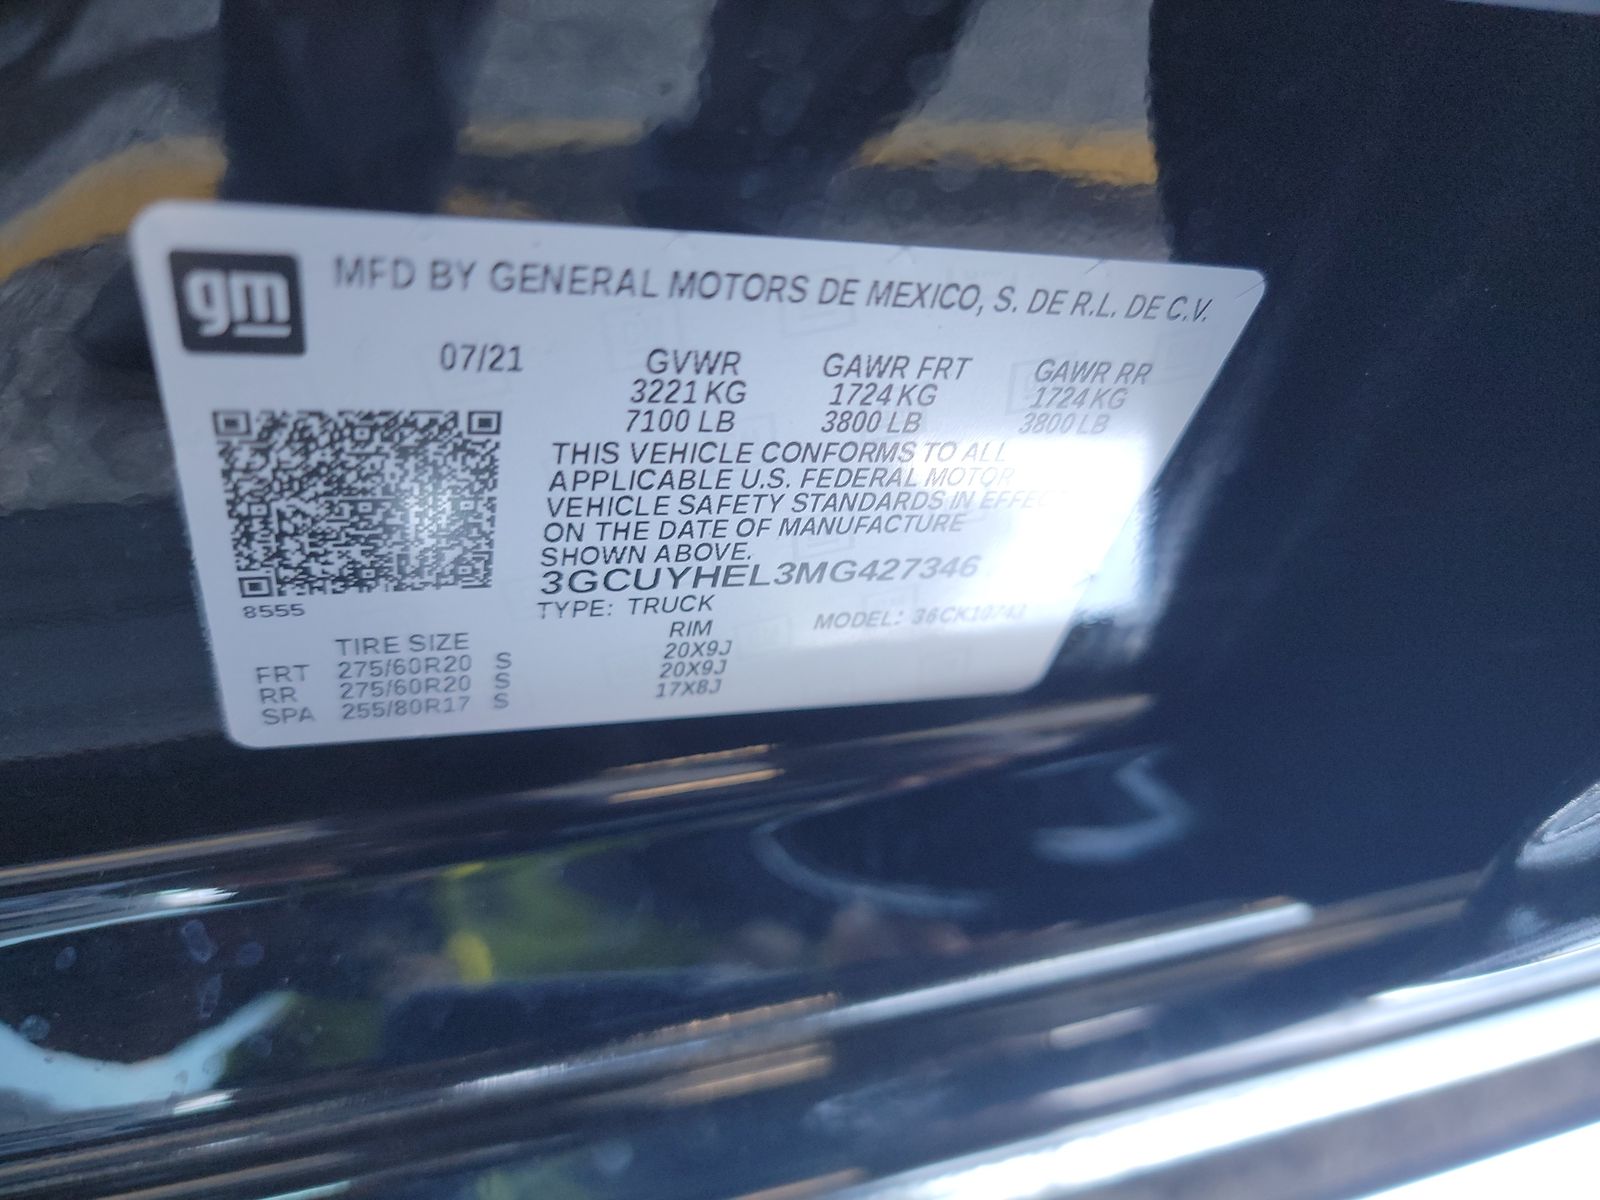 gm
MFD BY GENERAL MOTORS DE MEXICO, S. DE R.L. DE C.V.
07/21 GVWR GAWR FRT GAWR RR
3221 KG 1724 KG 1724 KG
7100 LB 3800 LB 3800 LB
THIS VEHICLE CONFORMS TO ALL
APPLICABLE U.S. FEDERAL MOTOR
VEHICLE SAFETY STANDARDS IN EFFECT
ON THE DATE OF MANUFACTURE
SHOWN ABOVE.
3GCUYHEL3MG427346
8555
TYPE: TRUCK MODEL:
TIRE SIZE RIM
FRT 275/60R20 S 20X9J
RR 275/60R20 S 20X9J
SPA 255/80R17 S 17X8J